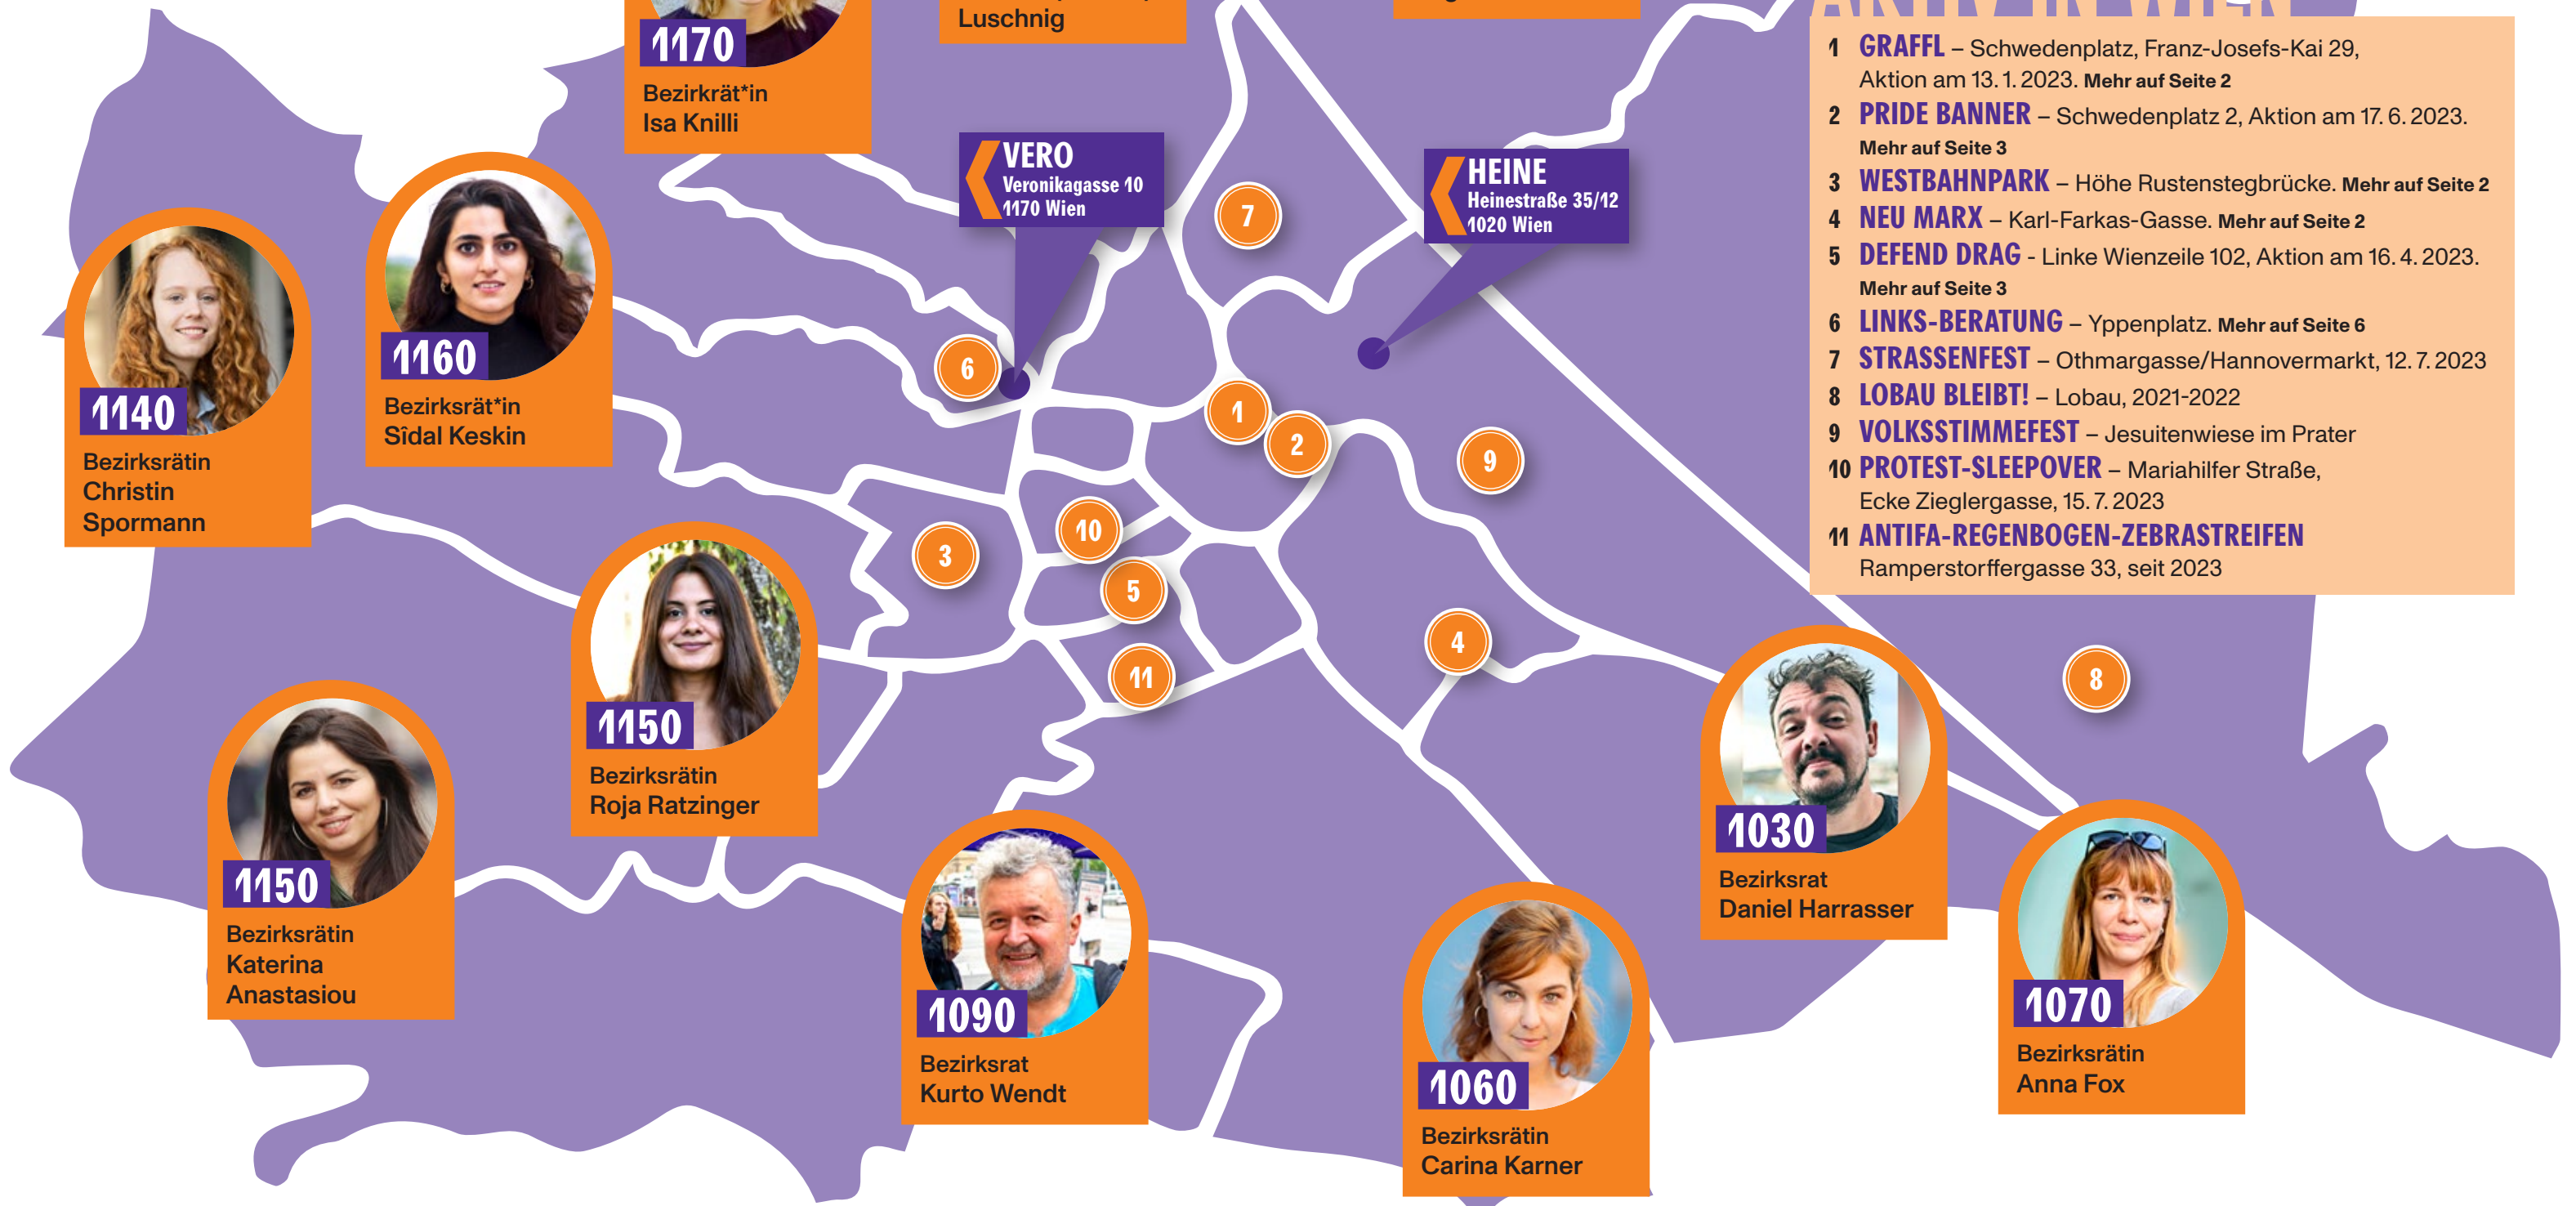 Luschnig
1170
Bezirkrät*in
Isa Knilli
1 GRAFFL – Schwedenplatz, Franz-Josefs-Kai 29,
Aktion am 13.1.2023. Mehr auf Seite 2
2 PRIDE BANNER – Schwedenplatz 2, Aktion am 17.6.2023.
Mehr auf Seite 3
3 WESTBAHNPARK – Höhe Rustenstegbrücke. Mehr auf Seite 2
4 NEU MARX – Karl-Farkas-Gasse. Mehr auf Seite 2
5 DEFEND DRAG - Linke Wienzeile 102, Aktion am 16.4.2023.
Mehr auf Seite 3
6 LINKS-BERATUNG – Yppenplatz. Mehr auf Seite 6
7 STRASSENFEST – Othmargasse/Hannovermarkt, 12.7.2023
8 LOBAU BLEIBT! – Lobau, 2021-2022
9 VOLKSSTIMMEFEST – Jesuitenwiese im Prater
10 PROTEST-SLEEPOVER – Mariahilfer Straße,
Ecke Zieglergasse, 15.7.2023
11 ANTIFA-REGENBOGEN-ZEBRASTREIFEN
Ramperstorffergasse 33, seit 2023
VERO
Veronikagasse 10
1170 Wien
HEINE
Heinestraße 35/12
1020 Wien
7
6
1
2
9
10
3
5
4
11
8
1160
Bezirksrät*in
Sîdal Keskin
1140
Bezirksrätin
Christin
Spormann
1150
Bezirksrätin
Roja Ratzinger
1150
Bezirksrätin
Katerina
Anastasiou
1090
Bezirksrat
Kurto Wendt
1060
Bezirksrätin
Carina Karner
1030
Bezirksrat
Daniel Harrasser
1070
Bezirksrätin
Anna Fox